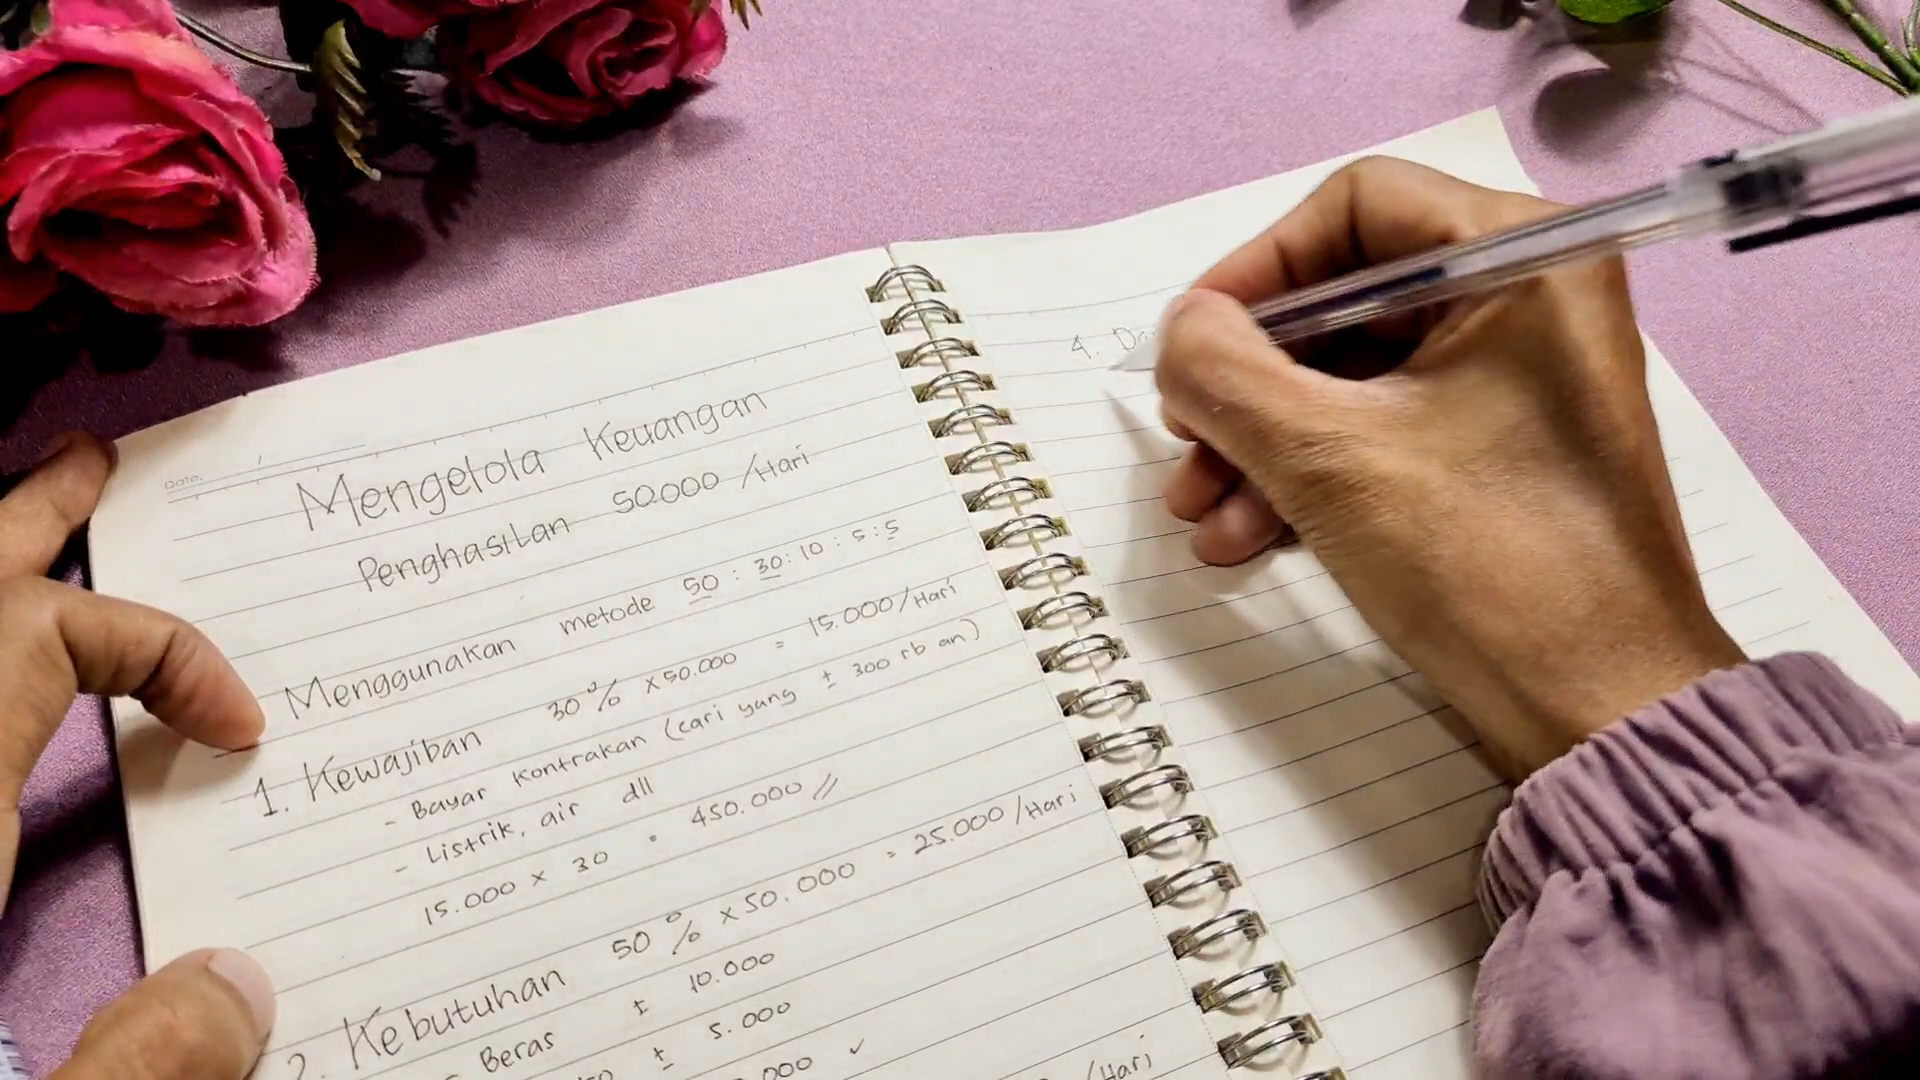 Date:
Mengelola Keuangan
Penghasilan 50.000 /Hari
Menggunakan metode 50 : 30 : 10 : 5 : 5
1. Kewajiban 30% x 50.000 = 15.000/Hari
- Bayar Kontrakan (cari yang ± 300 rb an)
- Listrik, air dll
15.000 x 30 = 450.000 //
2. Kebutuhan 50% x 50.000 = 25.000/Hari
- Beras ± 10.000
± 5.000
/Hari
4.